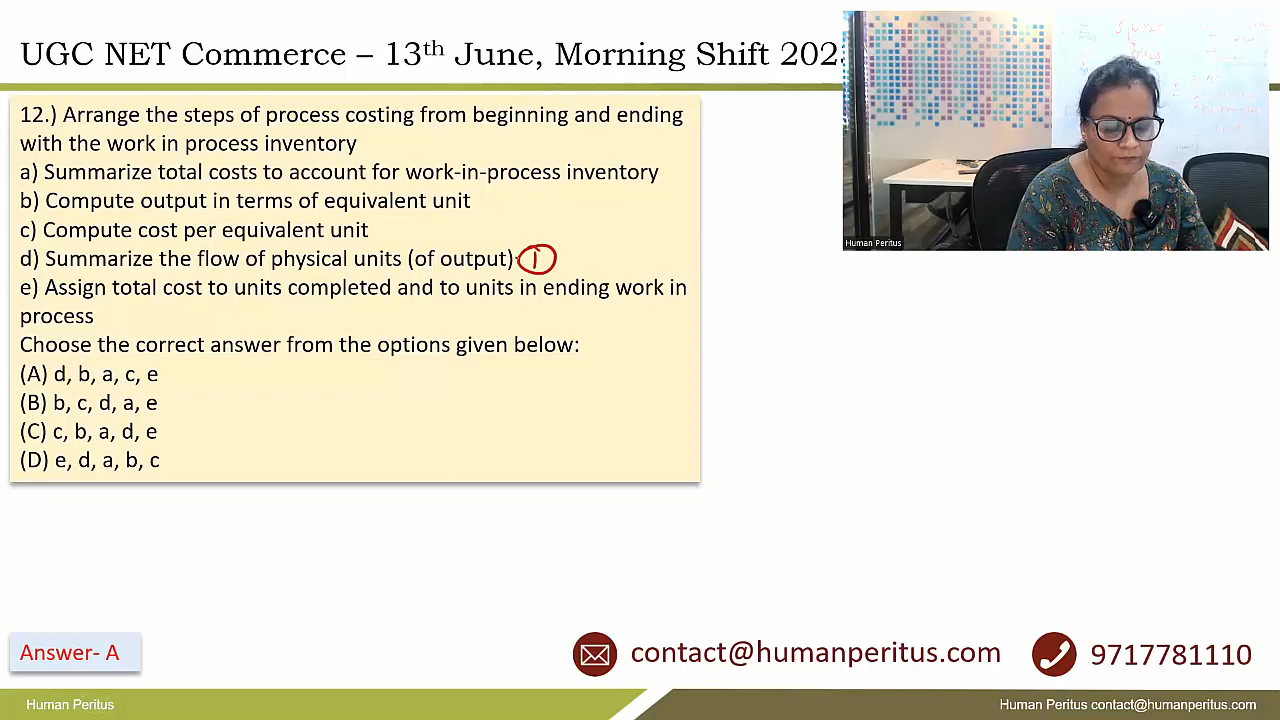 UGC NET Commerce – 13th June, Morning Shift 202
12.) Arrange the steps of process costing from beginning and ending
with the work in process inventory
a) Summarize total costs to account for work-in-process inventory
b) Compute output in terms of equivalent unit
c) Compute cost per equivalent unit
d) Summarize the flow of physical units (of output) 1
e) Assign total cost to units completed and to units in ending work in
process
Choose the correct answer from the options given below:
(A) d, b, a, c, e
(B) b, c, d, a, e
(C) c, b, a, d, e
(D) e, d, a, b, c
Human Peritus
Answer- A
contact@humanperitus.com
9717781110
Human Peritus
Human Peritus contact@humanperitus.com